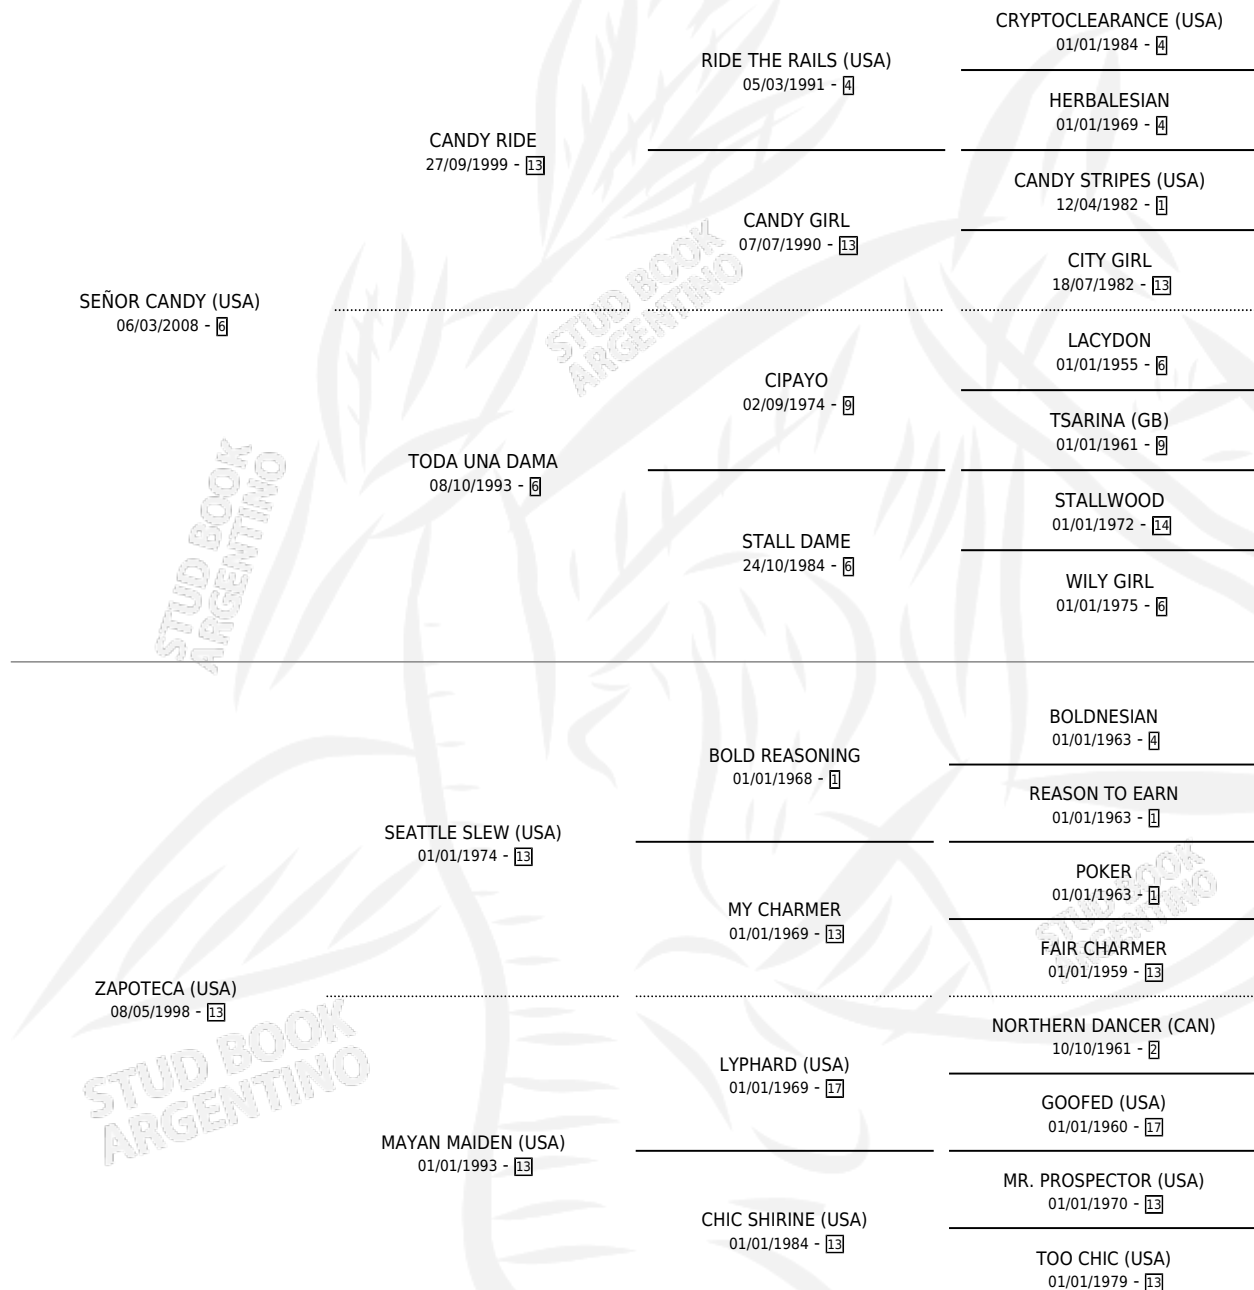 CRYPTOCLEARANCE (USA)
01/01/1984 - 4
RIDE THE RAILS (USA)
05/03/1991 - 4
HERBALESIAN
01/01/1969 - 4
CANDY RIDE
27/09/1999 - 13
CANDY STRIPES (USA)
12/04/1982 - 1
CANDY GIRL
07/07/1990 - 13
CITY GIRL
18/07/1982 - 13
SEÑOR CANDY (USA)
06/03/2008 - 6
LACYDON
01/01/1955 - 6
CIPAYO
02/09/1974 - 9
TSARINA (GB)
01/01/1961 - 9
TODA UNA DAMA
08/10/1993 - 6
STALLWOOD
01/01/1972 - 14
STALL DAME
24/10/1984 - 6
WILY GIRL
01/01/1975 - 6
BOLDNESIAN
01/01/1963 - 4
BOLD REASONING
01/01/1968 - 1
REASON TO EARN
01/01/1963 - 1
SEATTLE SLEW (USA)
01/01/1974 - 13
POKER
01/01/1963 - 1
MY CHARMER
01/01/1969 - 13
FAIR CHARMER
01/01/1959 - 13
ZAPOTECA (USA)
08/05/1998 - 13
NORTHERN DANCER (CAN)
10/10/1961 - 2
LYPHARD (USA)
01/01/1969 - 17
GOOFED (USA)
01/01/1960 - 17
MAYAN MAIDEN (USA)
01/01/1993 - 13
MR. PROSPECTOR (USA)
01/01/1970 - 13
CHIC SHIRINE (USA)
01/01/1984 - 13
TOO CHIC (USA)
01/01/1979 - 13
STUD BOOK
ARGENTINO
STUD BOOK
ARGENTINO
STUD BOOK
ARGENTINO
STUD BOOK
ARGENTINO